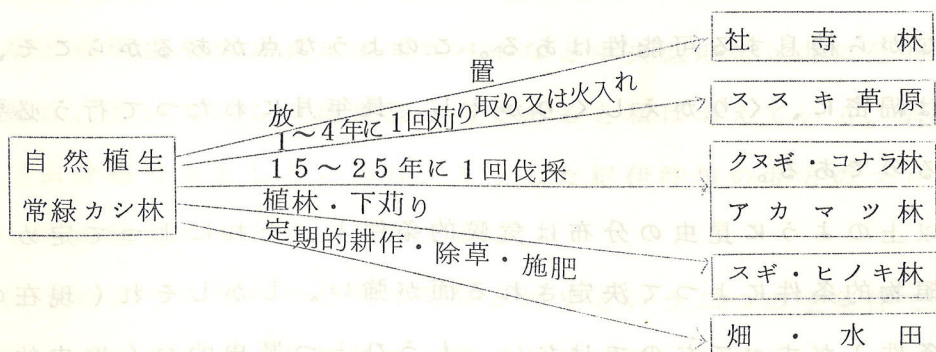 社寺林
放置
1~4年に1回刈り取り又は火入れ
ススキ草原
自然植生
常緑カシ林
15~25年に1回伐採
クヌギ・コナラ林
アカマツ林
植林・下刈り
スギ・ヒノキ林
定期的耕作・除草・施肥
畑・水田